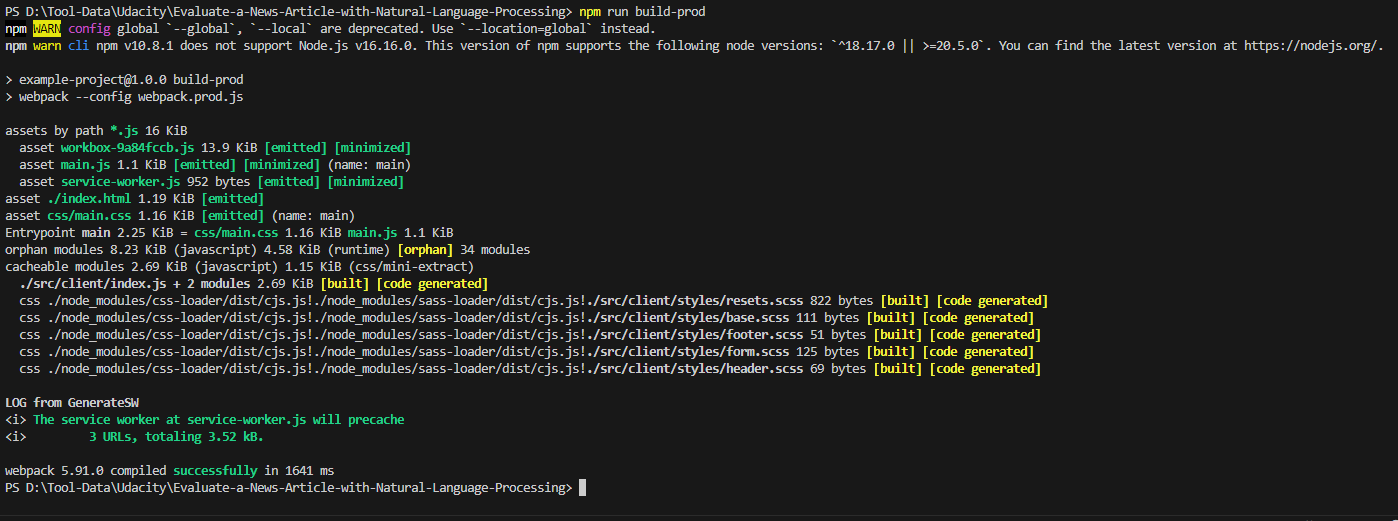 PS D:\Tool-Data\Udacity\Evaluate-a-News-Article-with-Natural-Language-Processing> npm run build-prod
npm WARN config global `--global`, `--local` are deprecated. Use `--location=global` instead.
npm warn cli npm v10.8.1 does not support Node.js v16.16.0. This version of npm supports the following node versions: `^18.17.0 || >=20.5.0`. You can find the latest version at https://nodejs.org/.
> example-project@1.0.0 build-prod
> webpack --config webpack.prod.js
assets by path *.js 16 KiB
  asset workbox-9a84fccb.js 13.9 KiB [emitted] [minimized]
  asset main.js 1.1 KiB [emitted] [minimized] (name: main)
  asset service-worker.js 952 bytes [emitted] [minimized]
asset ./index.html 1.19 KiB [emitted]
asset css/main.css 1.16 KiB [emitted] (name: main)
Entrypoint main 2.25 KiB = css/main.css 1.16 KiB main.js 1.1 KiB
orphan modules 8.23 KiB (javascript) 4.58 KiB (runtime) [orphan] 34 modules
cacheable modules 2.69 KiB (javascript) 1.15 KiB (css/mini-extract)
  ./src/client/index.js + 2 modules 2.69 KiB [built] [code generated]
  css ./node_modules/css-loader/dist/cjs.js!./node_modules/sass-loader/dist/cjs.js!./src/client/styles/resets.scss 822 bytes [built] [code generated]
  css ./node_modules/css-loader/dist/cjs.js!./node_modules/sass-loader/dist/cjs.js!./src/client/styles/base.scss 111 bytes [built] [code generated]
  css ./node_modules/css-loader/dist/cjs.js!./node_modules/sass-loader/dist/cjs.js!./src/client/styles/footer.scss 51 bytes [built] [code generated]
  css ./node_modules/css-loader/dist/cjs.js!./node_modules/sass-loader/dist/cjs.js!./src/client/styles/form.scss 125 bytes [built] [code generated]
  css ./node_modules/css-loader/dist/cjs.js!./node_modules/sass-loader/dist/cjs.js!./src/client/styles/header.scss 69 bytes [built] [code generated]
LOG from GenerateSW
<i> The service worker at service-worker.js will precache
<i>         3 URLs, totaling 3.52 kB.
webpack 5.91.0 compiled successfully in 1641 ms
PS D:\Tool-Data\Udacity\Evaluate-a-News-Article-with-Natural-Language-Processing>